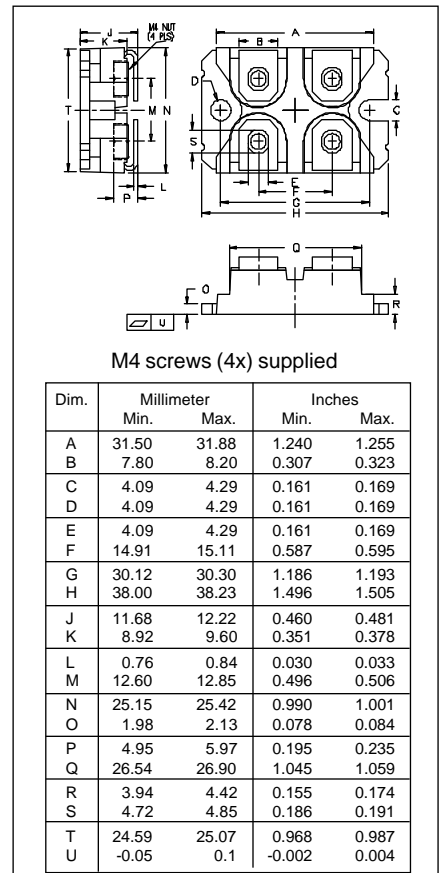 J
K
M4 NUT
(4 PLS)
T
M
N
L
P
A
B
D
C
S
E
F
G
H
Q
O
R
U
M4 screws (4x) supplied
Dim. Millimeter Inches
Min. Max. Min. Max.
A 31.50 31.88 1.240 1.255
B 7.80 8.20 0.307 0.323
C 4.09 4.29 0.161 0.169
D 4.09 4.29 0.161 0.169
E 4.09 4.29 0.161 0.169
F 14.91 15.11 0.587 0.595
G 30.12 30.30 1.186 1.193
H 38.00 38.23 1.496 1.505
J 11.68 12.22 0.460 0.481
K 8.92 9.60 0.351 0.378
L 0.76 0.84 0.030 0.033
M 12.60 12.85 0.496 0.506
N 25.15 25.42 0.990 1.001
O 1.98 2.13 0.078 0.084
P 4.95 5.97 0.195 0.235
Q 26.54 26.90 1.045 1.059
R 3.94 4.42 0.155 0.174
S 4.72 4.85 0.186 0.191
T 24.59 25.07 0.968 0.987
U -0.05 0.1 -0.002 0.004